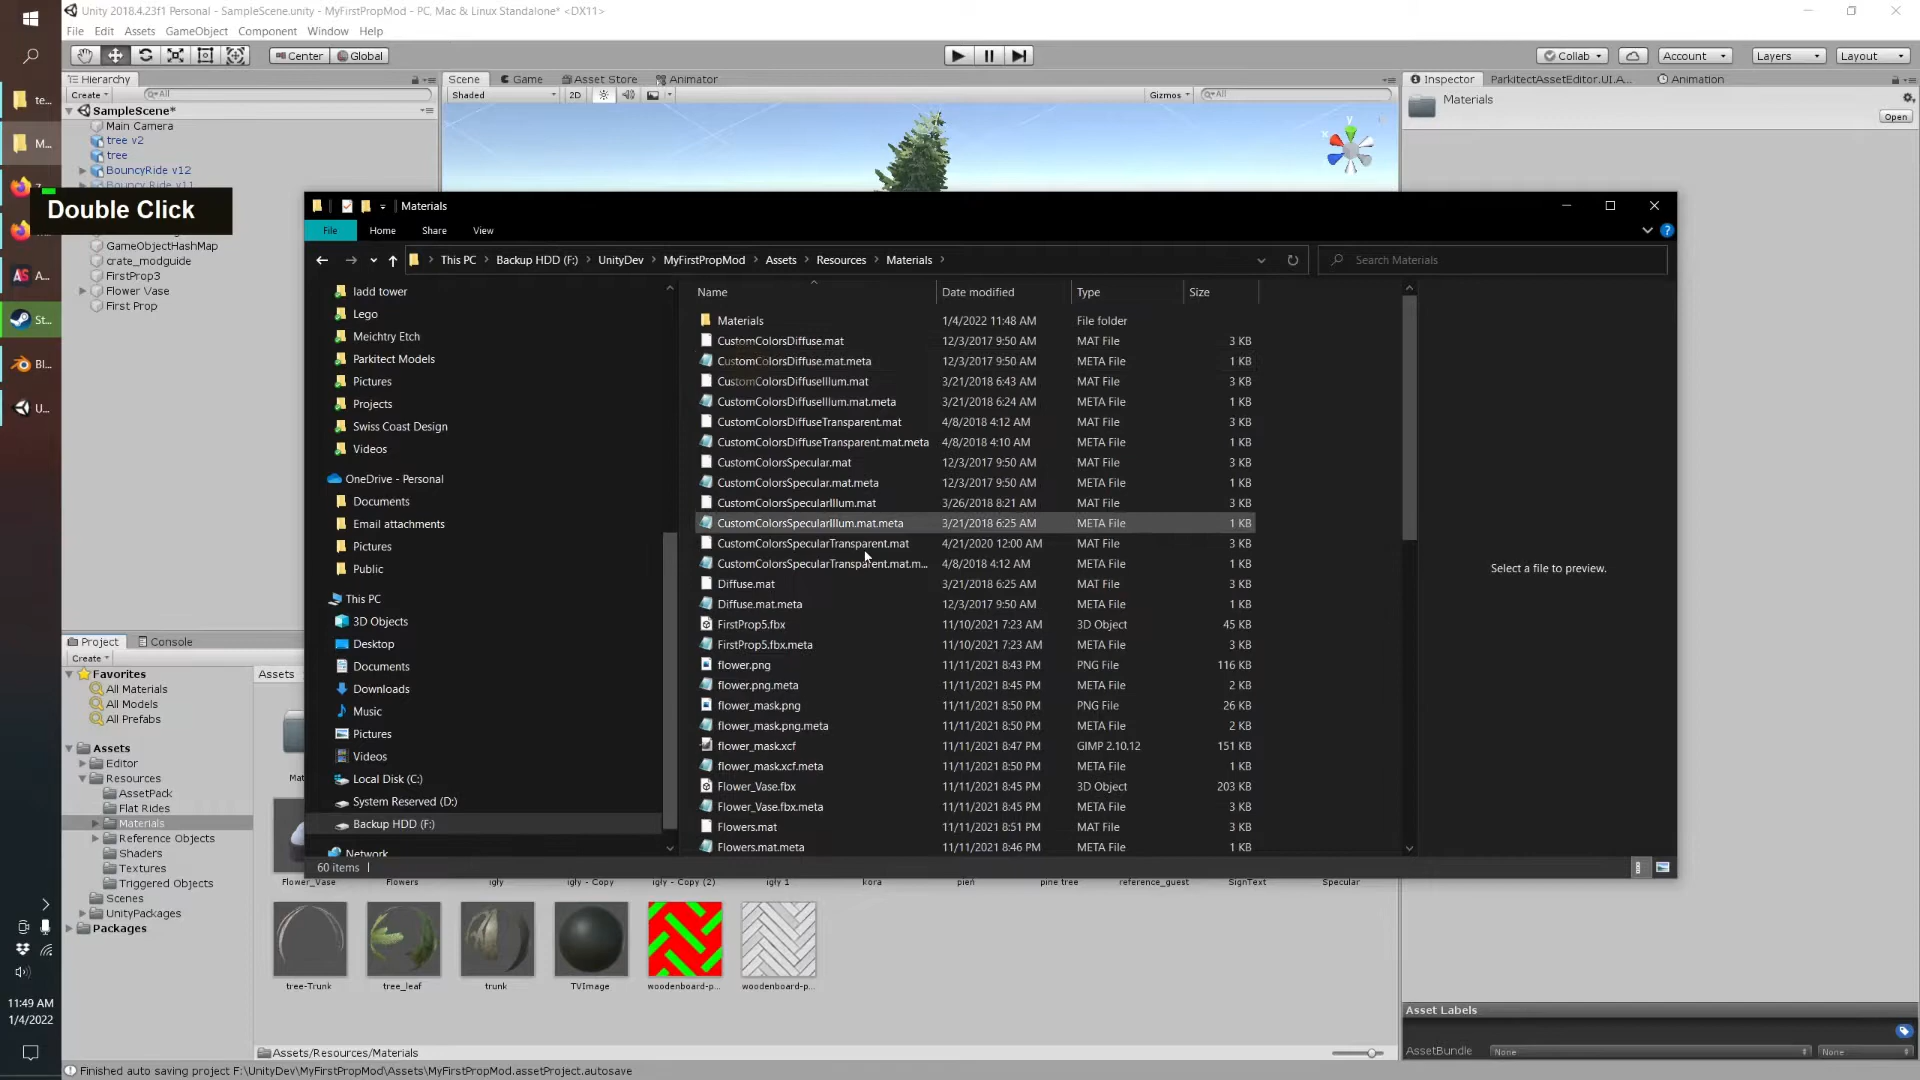 Unity 2018.4.23f1 Personal - SampleScene.unity - MyFirstPropMod - PC, Mac & Linux Standalone* <DX11>
File Edit Assets GameObject Component Window Help
Center Global
Collab Account Layers Layout
Hierarchy
Scene Game Asset Store Animator
Inspector ParkitectAssetEditor.UI.A... Animation
Create All
Shaded 2D Gizmos All
Materials
Open
SampleScene*
Main Camera
tree v2
tree
BouncyRide v12
Bouncy Ride v11
GameObjectHashMap
crate_modguide
FirstProp3
Flower Vase
First Prop
te...
M...
A...
St...
Bl...
U...
Double Click
Materials
File Home Share View
This PC Backup HDD (F:) UnityDev MyFirstPropMod Assets Resources Materials
Search Materials
ladd tower
Lego
Meichtry Etch
Parkitect Models
Pictures
Projects
Swiss Coast Design
Videos
OneDrive - Personal
Documents
Email attachments
Pictures
Public
This PC
3D Objects
Desktop
Documents
Downloads
Music
Pictures
Videos
Local Disk (C:)
System Reserved (D:)
Backup HDD (F:)
Network
Name Date modified Type Size
Materials 1/4/2022 11:48 AM File folder
CustomColorsDiffuse.mat 12/3/2017 9:50 AM MAT File 3 KB
CustomColorsDiffuse.mat.meta 12/3/2017 9:50 AM META File 1 KB
CustomColorsDiffuseIllum.mat 3/21/2018 6:43 AM MAT File 3 KB
CustomColorsDiffuseIllum.mat.meta 3/21/2018 6:24 AM META File 1 KB
CustomColorsDiffuseTransparent.mat 4/8/2018 4:12 AM MAT File 3 KB
CustomColorsDiffuseTransparent.mat.meta 4/8/2018 4:10 AM META File 1 KB
CustomColorsSpecular.mat 12/3/2017 9:50 AM MAT File 3 KB
CustomColorsSpecular.mat.meta 12/3/2017 9:50 AM META File 1 KB
CustomColorsSpecularIllum.mat 3/26/2018 8:21 AM MAT File 3 KB
CustomColorsSpecularIllum.mat.meta 3/21/2018 6:25 AM META File 1 KB
CustomColorsSpecularTransparent.mat 4/21/2020 12:00 AM MAT File 3 KB
CustomColorsSpecularTransparent.mat.m... 4/8/2018 4:12 AM META File 1 KB
Diffuse.mat 3/21/2018 6:25 AM MAT File 3 KB
Diffuse.mat.meta 12/3/2017 9:50 AM META File 1 KB
FirstProp5.fbx 11/10/2021 7:23 AM 3D Object 45 KB
FirstProp5.fbx.meta 11/10/2021 7:23 AM META File 3 KB
flower.png 11/11/2021 8:43 PM PNG File 116 KB
flower.png.meta 11/11/2021 8:45 PM META File 2 KB
flower_mask.png 11/11/2021 8:50 PM PNG File 26 KB
flower_mask.png.meta 11/11/2021 8:50 PM META File 2 KB
flower_mask.xcf 11/11/2021 8:47 PM GIMP 2.10.12 151 KB
flower_mask.xcf.meta 11/11/2021 8:50 PM META File 1 KB
Flower_Vase.fbx 11/11/2021 8:45 PM 3D Object 203 KB
Flower_Vase.fbx.meta 11/11/2021 8:45 PM META File 3 KB
Flowers.mat 11/11/2021 8:51 PM MAT File 3 KB
Flowers.mat.meta 11/11/2021 8:46 PM META File 1 KB
Select a file to preview.
60 items
Project Console
Create
Favorites
All Materials
All Models
All Prefabs
Assets
Editor
Resources
AssetPack
Flat Rides
Materials
Reference Objects
Shaders
Textures
Triggered Objects
Scenes
UnityPackages
Packages
Assets
Mat
Flower_Vase Flowers igly igly - Copy igly - Copy (2) igly 1 kora pień pine tree reference_guest SignText Specular
tree-Trunk tree_leaf trunk TVImage woodenboard-p... woodenboard-p...
Assets/Resources/Materials
Asset Labels
AssetBundle None None
11:49 AM
1/4/2022
Finished auto saving project F:\UnityDev\MyFirstPropMod\Assets\MyFirstPropMod.assetProject.autosave